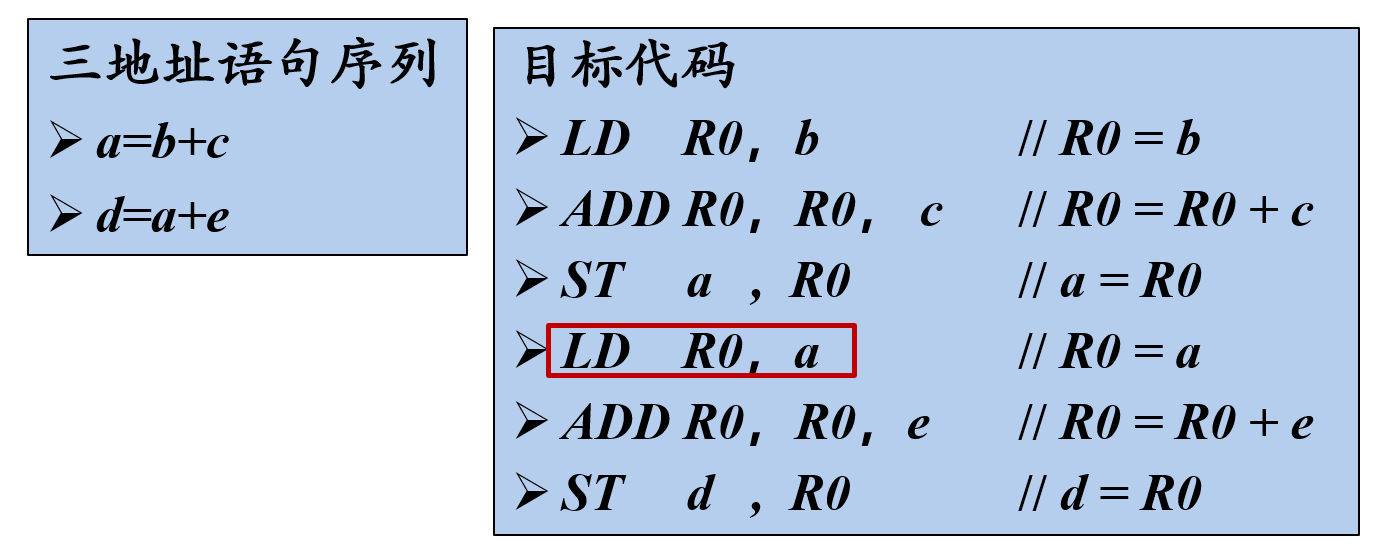 三地址语句序列
➢ a=b+c
➢ d=a+e
目标代码
➢ LD R0, b // R0 = b
➢ ADD R0, R0, c // R0 = R0 + c
➢ ST a , R0 // a = R0
➢ LD R0, a // R0 = a
➢ ADD R0, R0, e // R0 = R0 + e
➢ ST d , R0 // d = R0